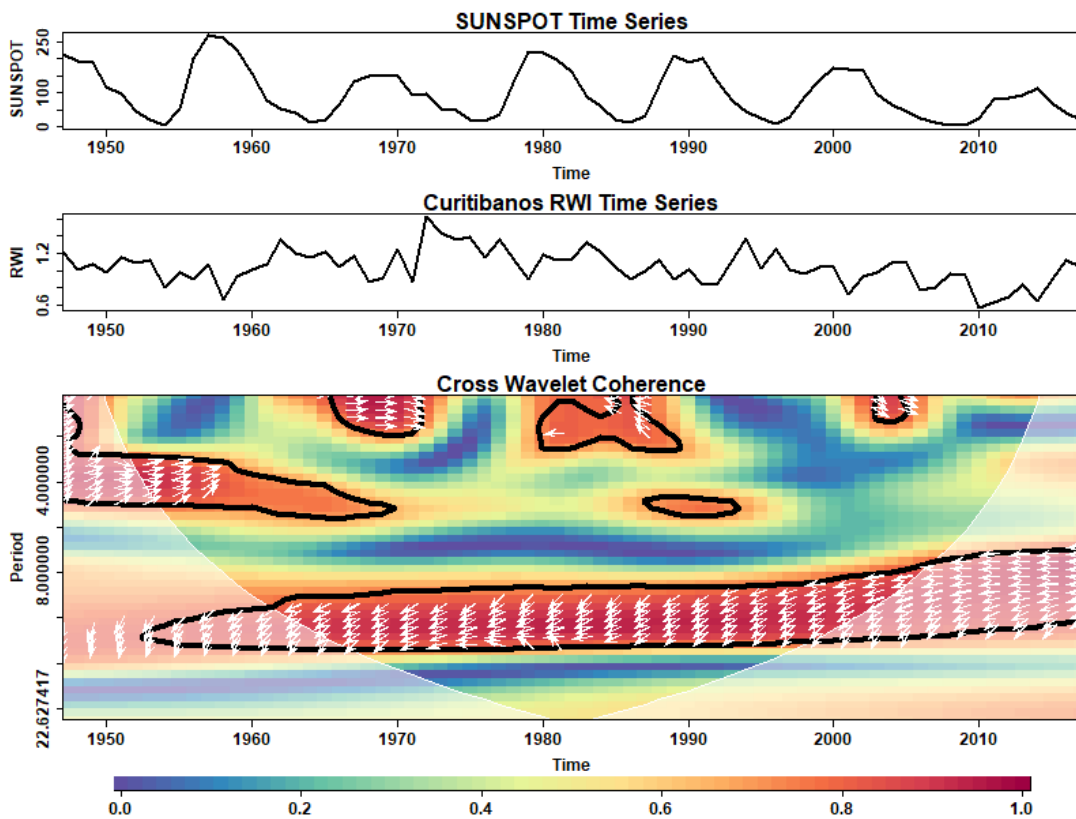 SUNSPOT Time Series
SUNSPOT
250
100
0
1950 1960 1970 1980 1990 2000 2010
Time
Curitibanos RWI Time Series
RWI
1.2
0.6
1950 1960 1970 1980 1990 2000 2010
Time
Cross Wavelet Coherence
Period
4.0000000
8.0000000
22.627417
1950 1960 1970 1980 1990 2000 2010
Time
0.0 0.2 0.4 0.6 0.8 1.0